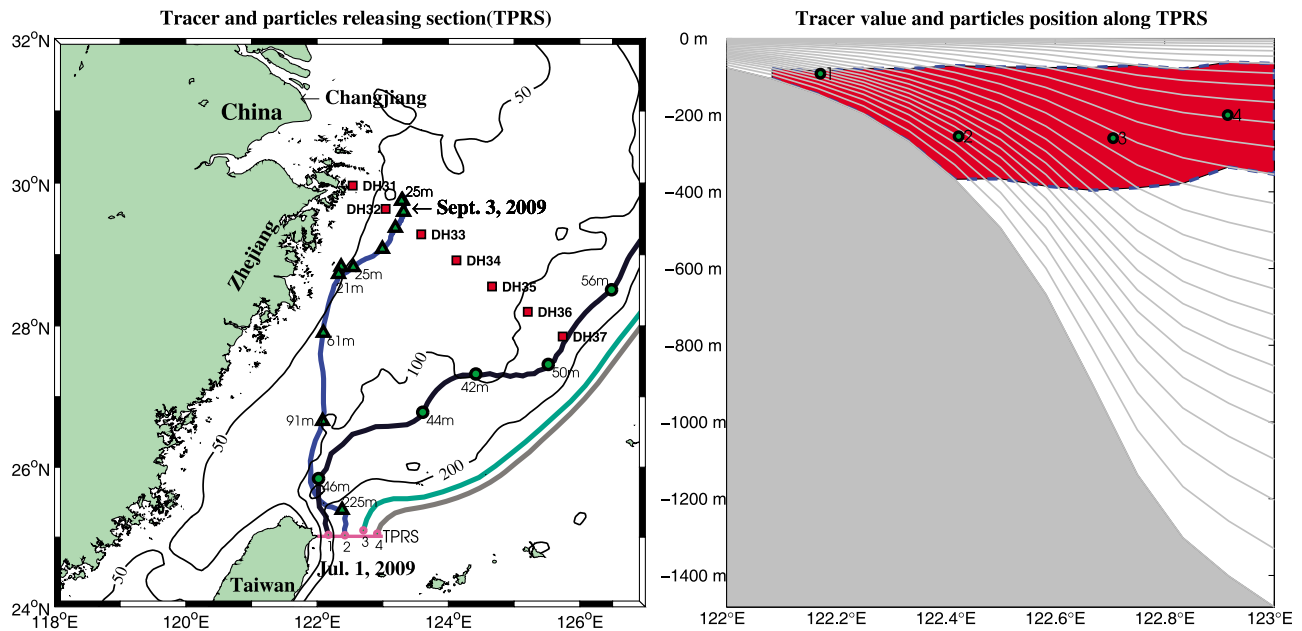 Tracer and particles releasing section(TPRS)
32°N
30°N
28°N
26°N
24°N
118°E
120°E
122°E
124°E
126°E
China
Changjiang
50
DH31
25m
DH32
Sept. 3, 2009
DH33
Zhejiang
DH34
25m
21m
DH35
56m
DH36
61m
DH37
100
50m
42m
44m
91m
50
200
46m
225m
1
2
3
4
TPRS
Jul. 1, 2009
50
Taiwan
Tracer value and particles position along TPRS
0 m
−200 m
−400 m
−600 m
−800 m
−1000 m
−1200 m
−1400 m
1
2
3
4
122°E
122.2°E
122.4°E
122.6°E
122.8°E
123°E